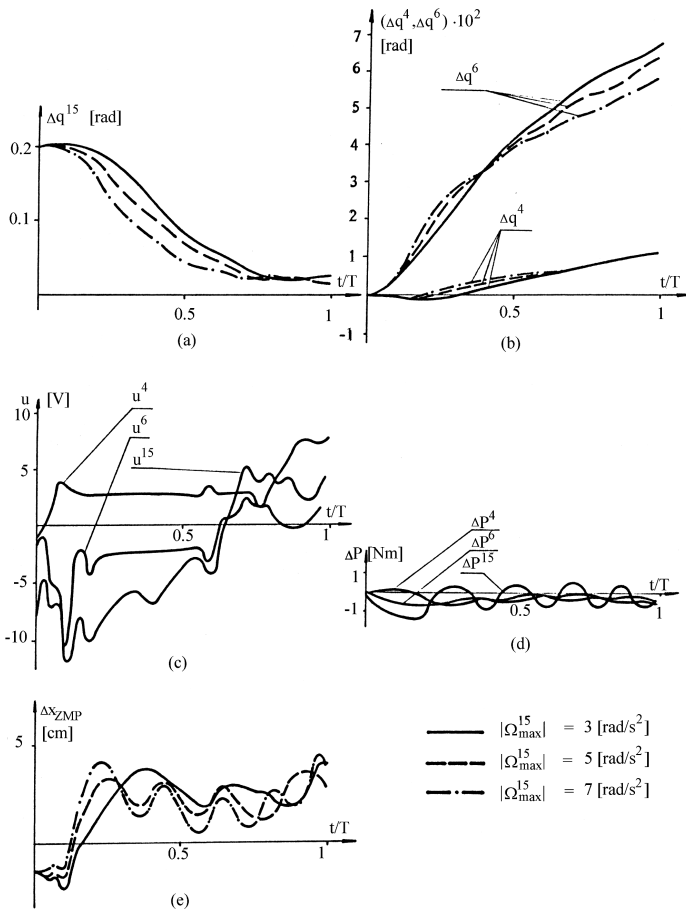 Δq¹⁵ [rad]
0.2
0.1
0.5
1
t/T
(a)
(Δq⁴,Δq⁶)·10²
[rad]
7
6
5
4
3
2
1
-1
Δq⁶
Δq⁴
0.5
1
t/T
(b)
u [V]
10
5
-5
-10
u⁴
u⁶
u¹⁵
0.5
1
t/T
(c)
ΔP [Nm]
1
-1
ΔP⁴
ΔP⁶
ΔP¹⁵
0.5
1
t/T
(d)
Δx_ZMP
[cm]
5
0.5
1
t/T
(e)
|Ω¹⁵max| = 3 [rad/s²]
|Ω¹⁵max| = 5 [rad/s²]
|Ω¹⁵max| = 7 [rad/s²]